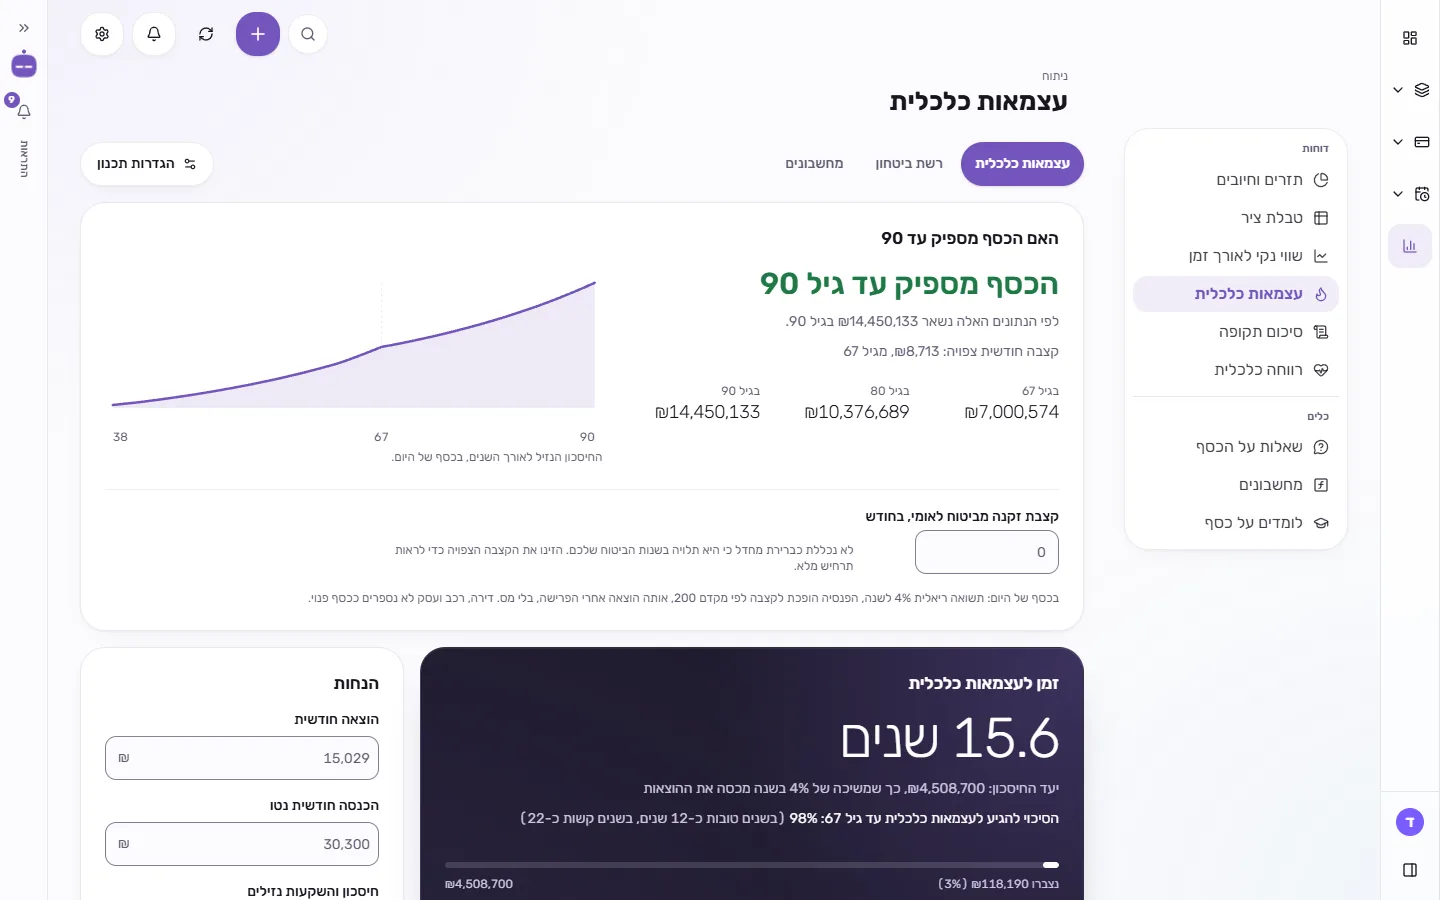 ניתוח
עצמאות כלכלית
עצמאות כלכלית
רשת ביטחון
מחשבונים
הגדרות תכנון
דוחות
תזרים וחיובים
טבלת ציר
שווי נקי לאורך זמן
עצמאות כלכלית
סיכום תקופה
רווחה כלכלית
כלים
שאלות על הכסף
מחשבונים
לומדים על כסף
האם הכסף מספיק עד 90
הכסף מספיק עד גיל 90
לפי הנתונים האלה נשאר ₪14,450,133 בגיל 90.
קצבה חודשית צפויה: ₪8,713, מגיל 67
בגיל 67
₪7,000,574
בגיל 80
₪10,376,689
בגיל 90
₪14,450,133
38
67
90
החיסכון הנזיל לאורך השנים, בכסף של היום.
קצבת זקנה מביטוח לאומי, בחודש
0
לא נכללת כברירת מחדל כי היא תלויה בשנות הביטוח שלכם. הזינו את הקצבה הצפויה כדי לראות
תרחיש מלא.
בכסף של היום: תשואה ריאלית 4% לשנה, הפנסיה הופכת לקצבה לפי מקדם 200, אותה הוצאה אחרי הפרישה, בלי מס. דירה, רכב ועסק לא נספרים ככסף פנוי.
זמן לעצמאות כלכלית
15.6 שנים
יעד החיסכון: ₪4,508,700, כך שמשיכה של 4% בשנה מכסה את ההוצאות
הסיכוי להגיע לעצמאות כלכלית עד גיל 67: 98% (בשנים טובות כ-12 שנים, בשנים קשות כ-22)
נצברו ₪118,190 (3%)
₪4,508,700
הנחות
הוצאה חודשית
15,029
₪
הכנסה חודשית נטו
30,300
₪
חיסכון והשקעות נזילים
9
התראות
ד